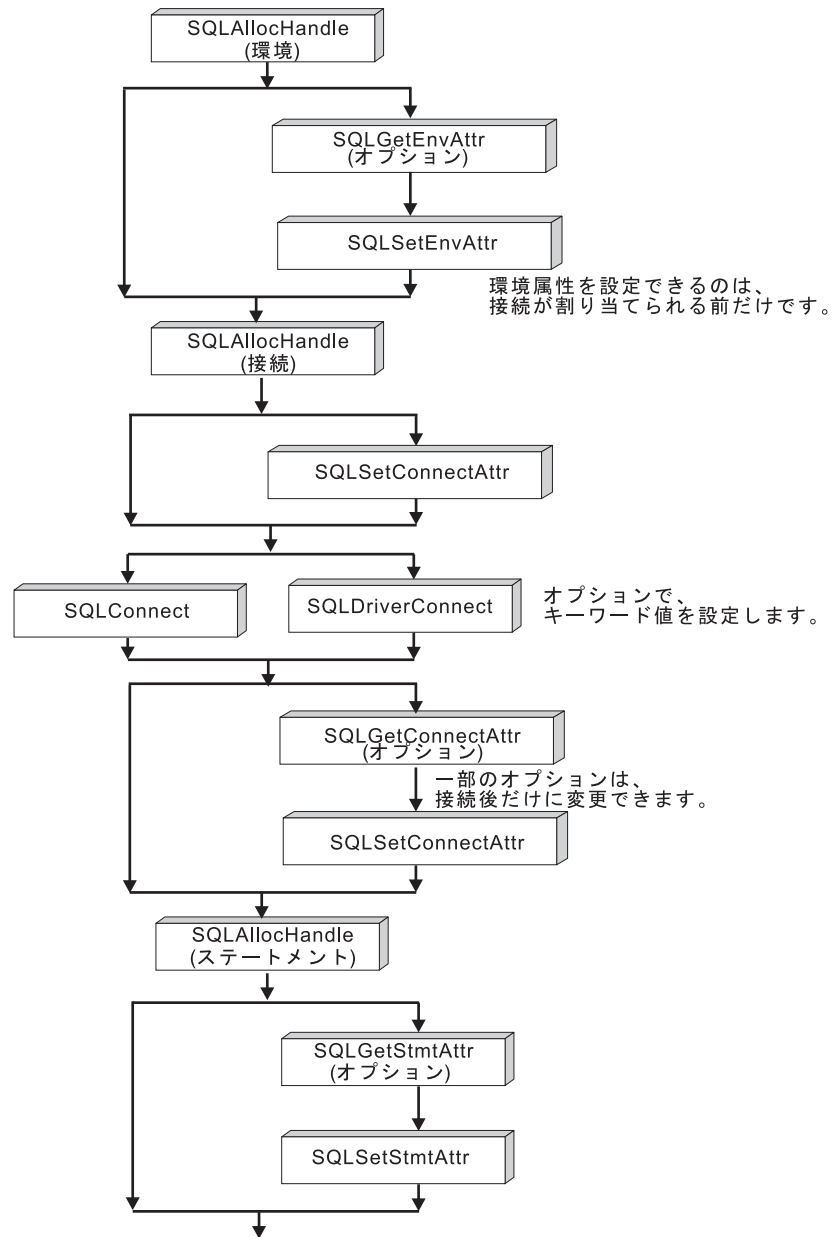 SQLAllocHandle
(環境)
SQLGetEnvAttr
(オプション)
SQLSetEnvAttr
環境属性を設定できるのは、
接続が割り当てられる前だけです。
SQLAllocHandle
(接続)
SQLSetConnectAttr
SQLConnect
SQLDriverConnect
オプションで、
キーワード値を設定します。
SQLGetConnectAttr
(オプション)
一部のオプションは、
接続後だけに変更できます。
SQLSetConnectAttr
SQLAllocHandle
(ステートメント)
SQLGetStmtAttr
(オプション)
SQLSetStmtAttr